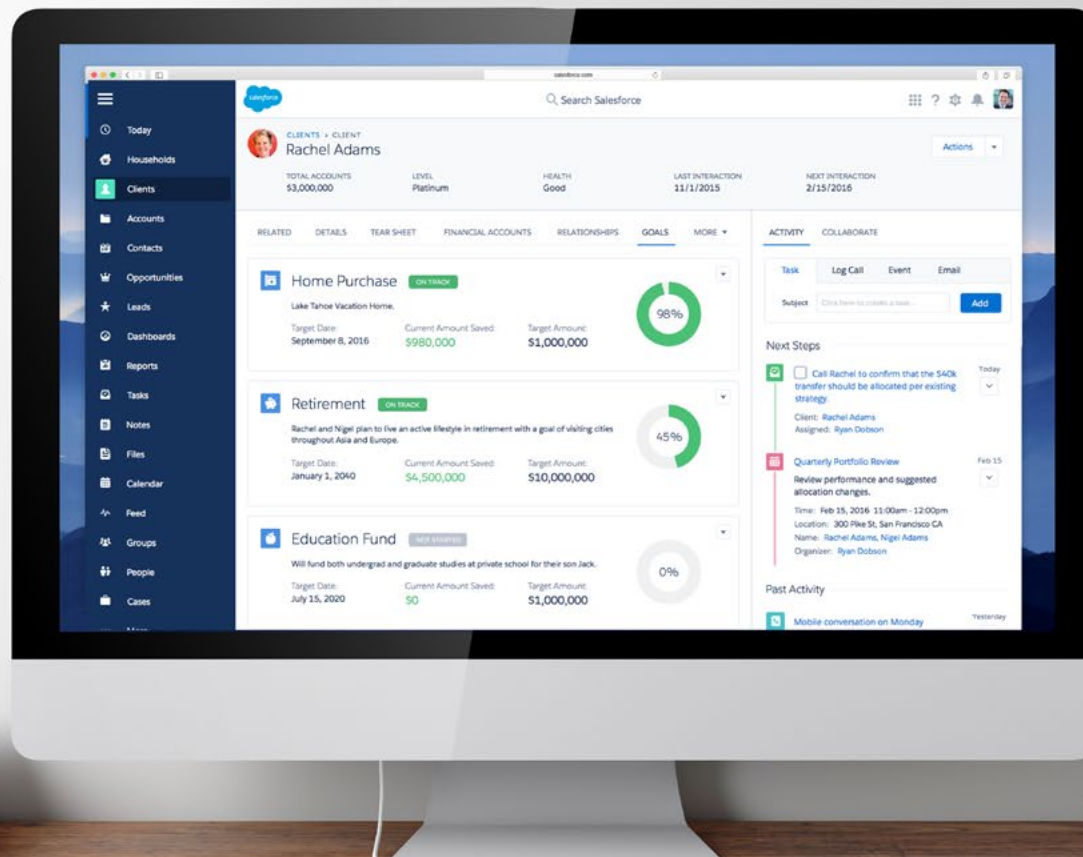 salesforce.com
Today
Households
Clients
Accounts
Contacts
Opportunities
Leads
Dashboards
Reports
Tasks
Notes
Files
Calendar
Feed
Groups
People
Cases
salesforce
Search Salesforce
?
CLIENTS › CLIENT
Rachel Adams
Actions
TOTAL ACCOUNTS LEVEL HEALTH LAST INTERACTION NEXT INTERACTION
$3,000,000 Platinum Good 11/1/2015 2/15/2016
RELATED DETAILS TEAR SHEET FINANCIAL ACCOUNTS RELATIONSHIPS GOALS MORE
Home Purchase ON TRACK
Lake Tahoe Vacation Home.
Target Date: Current Amount Saved: Target Amount:
September 8, 2016 $980,000 $1,000,000
98%
Retirement ON TRACK
Rachel and Nigel plan to live an active lifestyle in retirement with a goal of visiting cities
throughout Asia and Europe.
Target Date: Current Amount Saved: Target Amount:
January 1, 2040 $4,500,000 $10,000,000
45%
Education Fund NOT STARTED
Will fund both undergrad and graduate studies at private school for their son Jack.
Target Date: Current Amount Saved: Target Amount:
July 15, 2020 $0 $1,000,000
0%
ACTIVITY COLLABORATE
Task Log Call Event Email
Subject Click here to create a task... Add
Next Steps
Call Rachel to confirm that the $40k Today
transfer should be allocated per existing
strategy.
Client: Rachel Adams
Assigned: Ryan Dobson
Quarterly Portfolio Review Feb 15
Review performance and suggested
allocation changes.
Time: Feb 15, 2016 11:00am - 12:00pm
Location: 300 Pike St, San Francisco CA
Name: Rachel Adams, Nigel Adams
Organizer: Ryan Dobson
Past Activity
Mobile conversation on Monday Yesterday